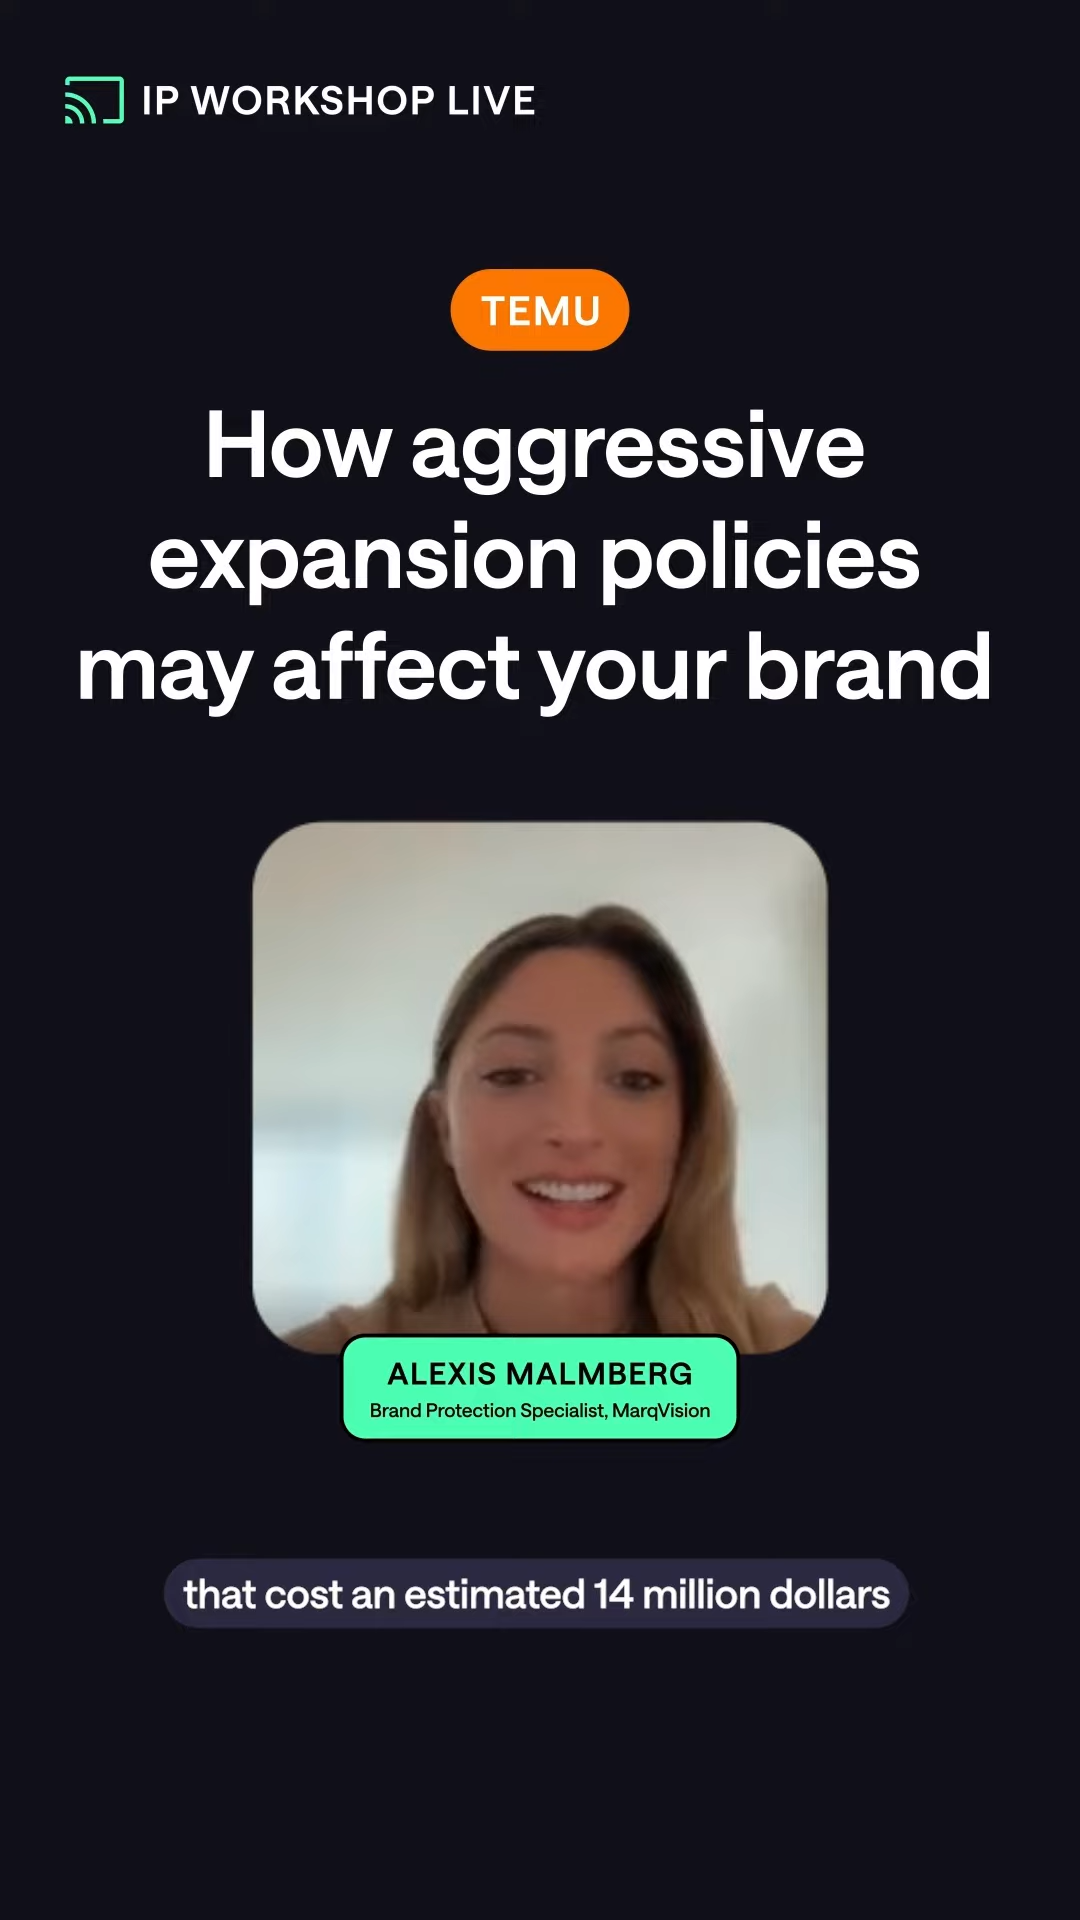 IP WORKSHOP LIVE
TEMU
How aggressive
expansion policies
may affect your brand
ALEXIS MALMBERG
Brand Protection Specialist, MarqVision
that cost an estimated 14 million dollars